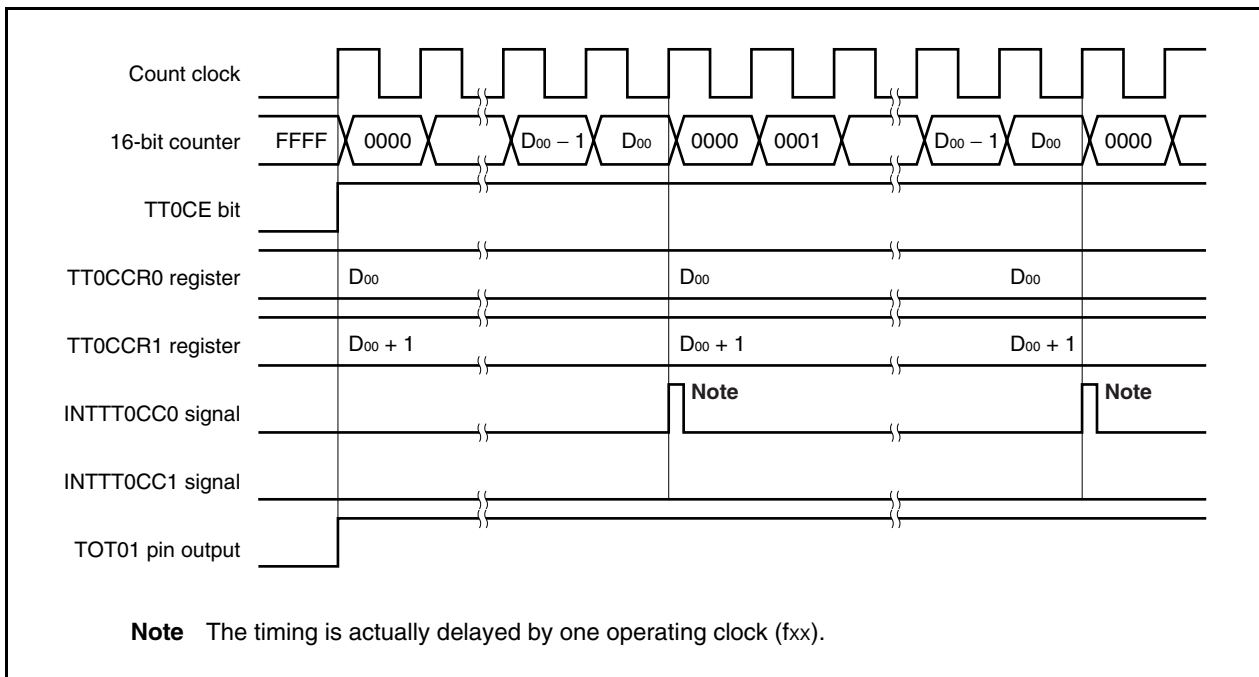 Count clock
16-bit counter FFFF 0000 D00 − 1 D00 0000 0001 D00 − 1 D00 0000
TT0CE bit
TT0CCR0 register D00 D00 D00
TT0CCR1 register D00 + 1 D00 + 1 D00 + 1
INTTT0CC0 signal Note Note
INTTT0CC1 signal
TOT01 pin output
Note The timing is actually delayed by one operating clock (fxx).